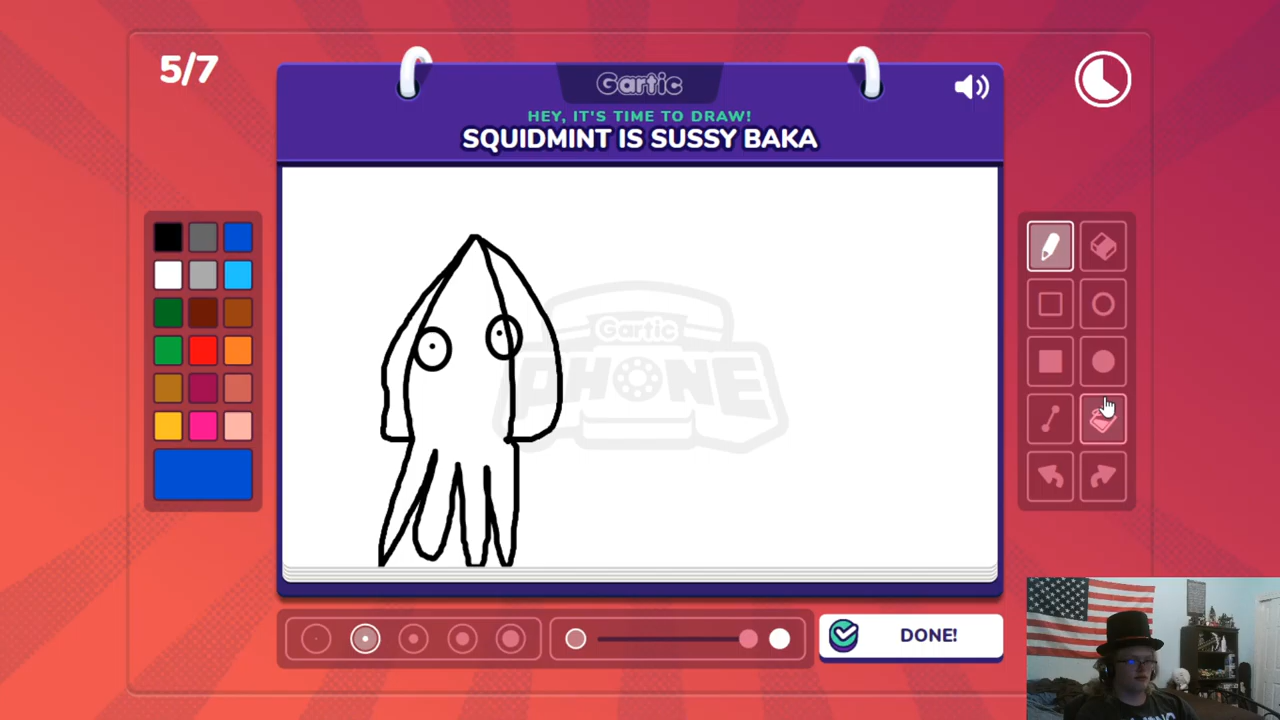 5/7
Gartic
HEY, IT'S TIME TO DRAW!
SQUIDMINT IS SUSSY BAKA
Gartic
PHONE
DONE!